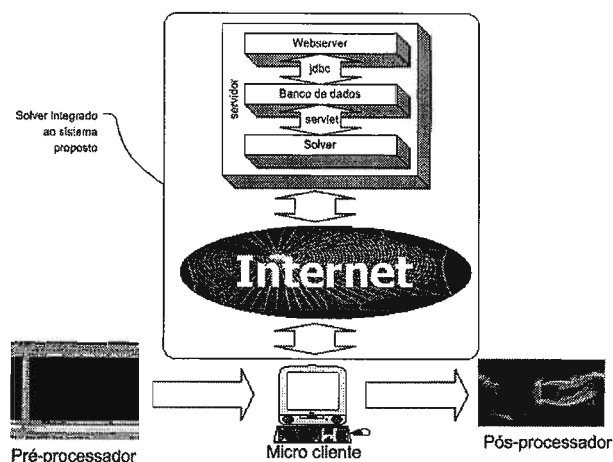 Webserver
jdbc
Banco de dados
servlet
Solver
servidor
Solver Integrado
ao sistema
proposto
Internet
Pré-processador
Micro cliente
Pós-processador